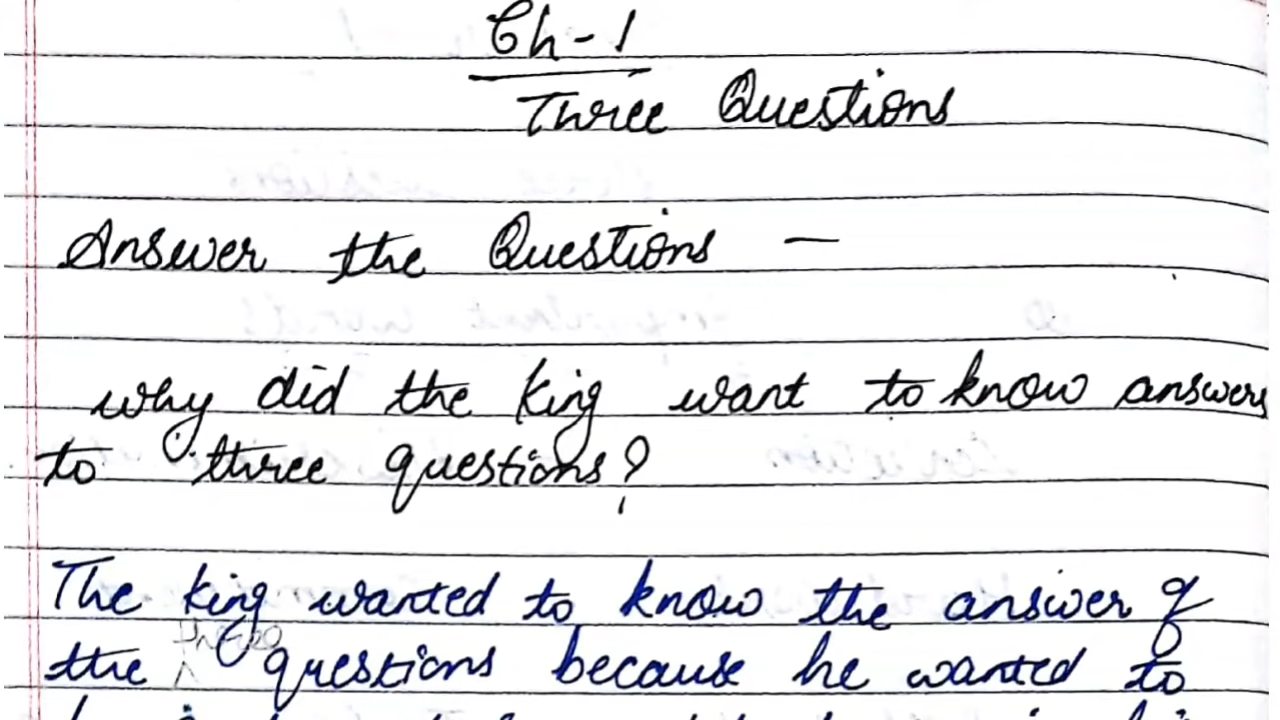 Ch-1
Three Questions
Answer the Questions —
why did the king want to know answers
to three questions?
The king wanted to know the answer of
the questions because he wanted to